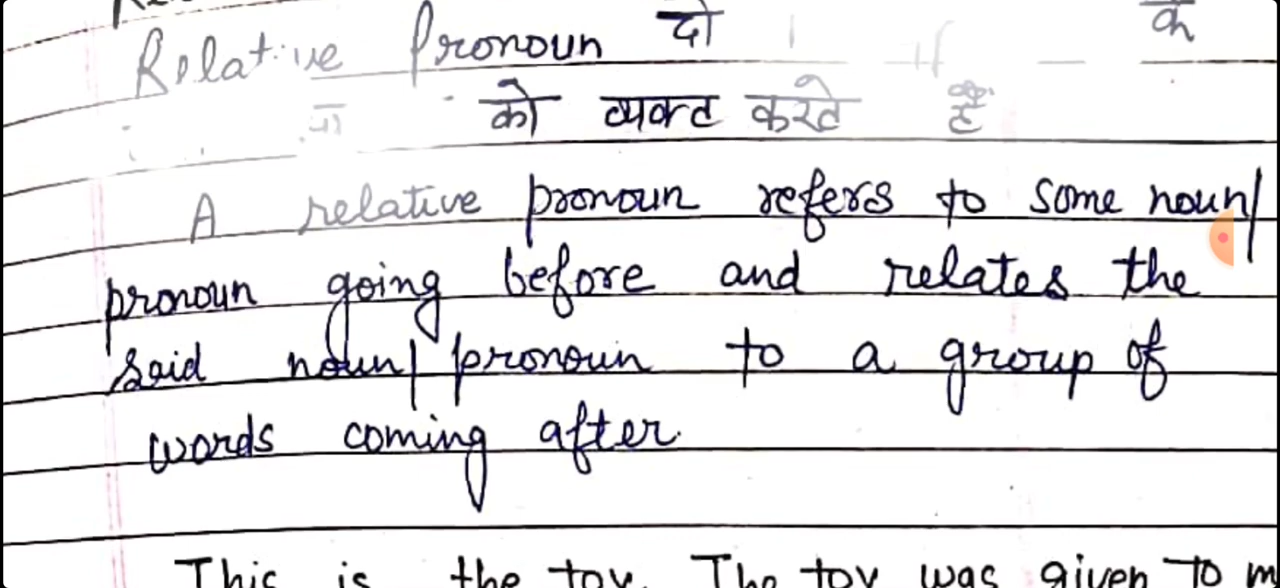 Relative Pronoun दो
को व्यक्ट करते हैं
A relative pronoun refers to some noun/
pronoun going before and relates the
said noun/ pronoun to a group of
words coming after.
This is the toy. The toy was given to m